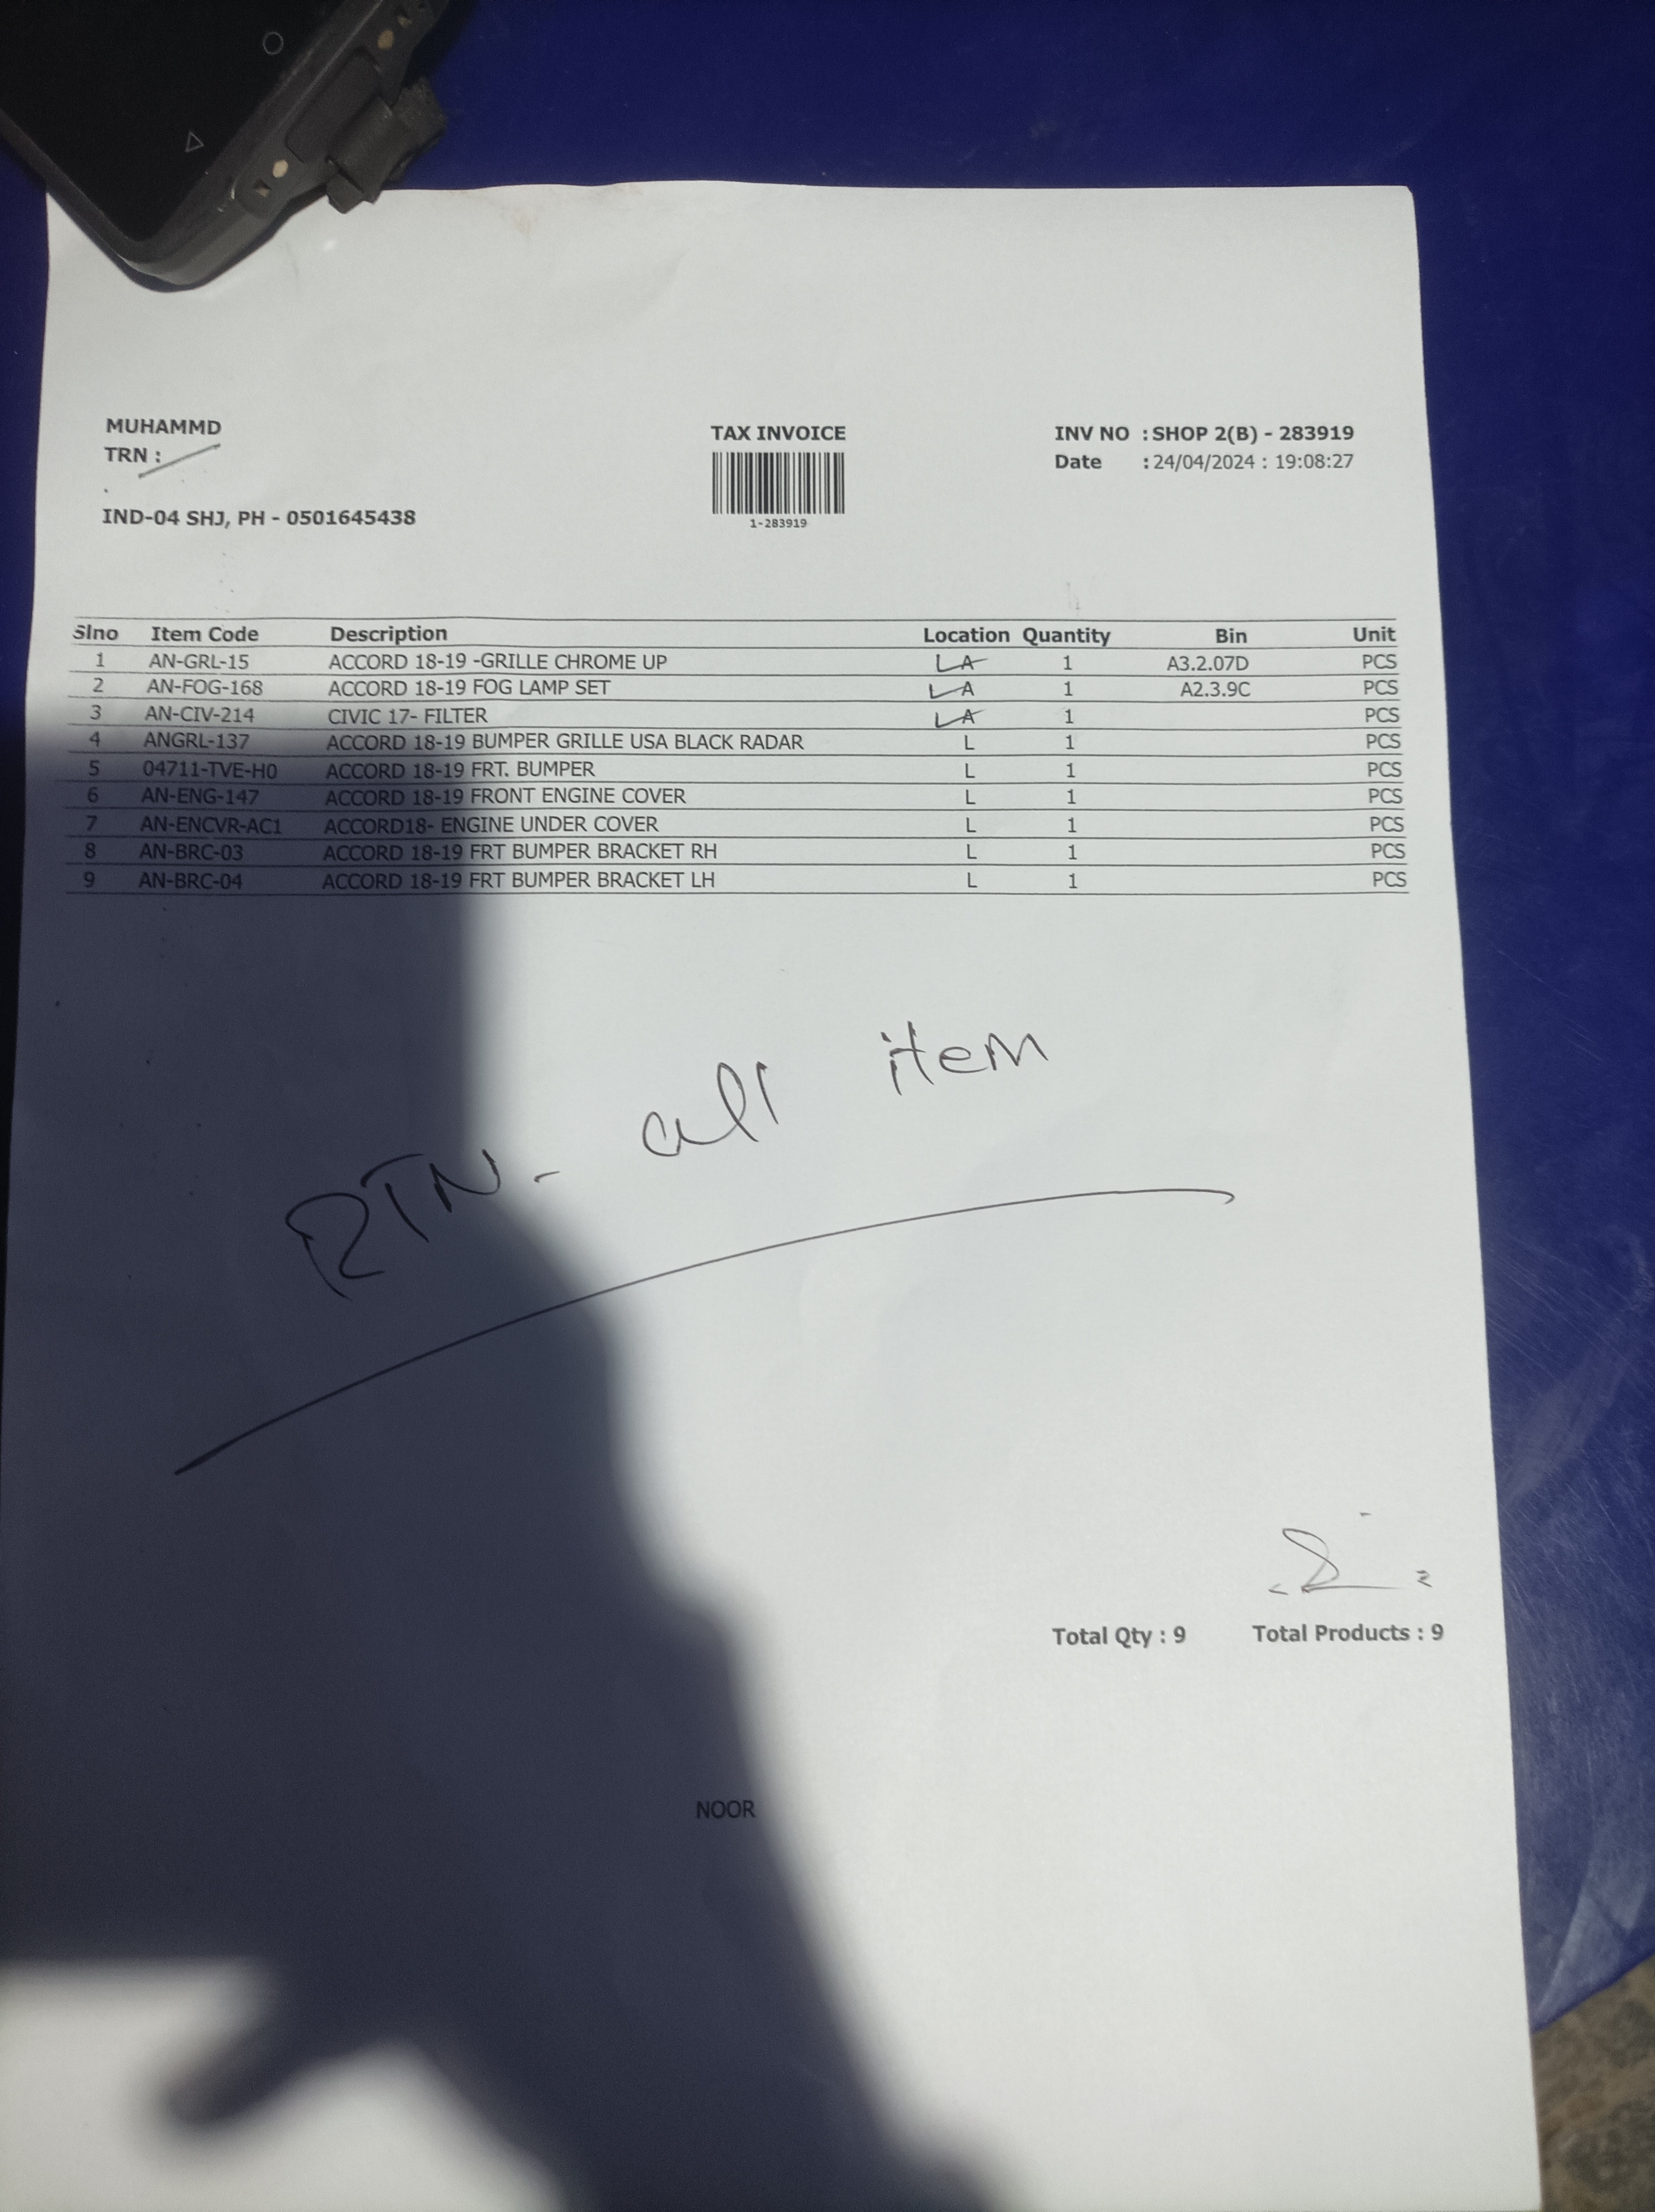 MUHAMMD
TRN :
IND-04 SHJ, PH - 0501645438
TAX INVOICE
1-283919
INV NO : SHOP 2(B) - 283919
Date : 24/04/2024 : 19:08:27
Slno Item Code Description Location Quantity Bin Unit
1 AN-GRL-15 ACCORD 18-19 -GRILLE CHROME UP LA 1 A3.2.07D PCS
2 AN-FOG-168 ACCORD 18-19 FOG LAMP SET LA 1 A2.3.9C PCS
3 AN-CIV-214 CIVIC 17- FILTER LA 1 PCS
4 ANGRL-137 ACCORD 18-19 BUMPER GRILLE USA BLACK RADAR L 1 PCS
5 04711-TVE-H0 ACCORD 18-19 FRT. BUMPER L 1 PCS
6 AN-ENG-147 ACCORD 18-19 FRONT ENGINE COVER L 1 PCS
7 AN-ENCVR-AC1 ACCORD18- ENGINE UNDER COVER L 1 PCS
8 AN-BRC-03 ACCORD 18-19 FRT BUMPER BRACKET RH L 1 PCS
9 AN-BRC-04 ACCORD 18-19 FRT BUMPER BRACKET LH L 1 PCS
RTN - all item
Total Qty : 9 Total Products : 9
NOOR